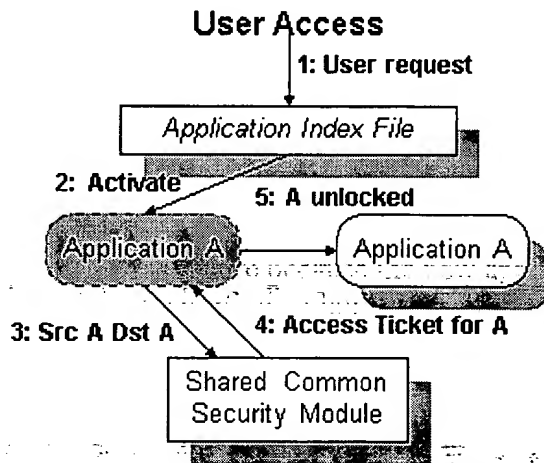 User Access
1: User request
Application Index File
2: Activate
5: A unlocked
Application A
Application A
3: Src A Dst A
4: Access Ticket for A
Shared Common
Security Module